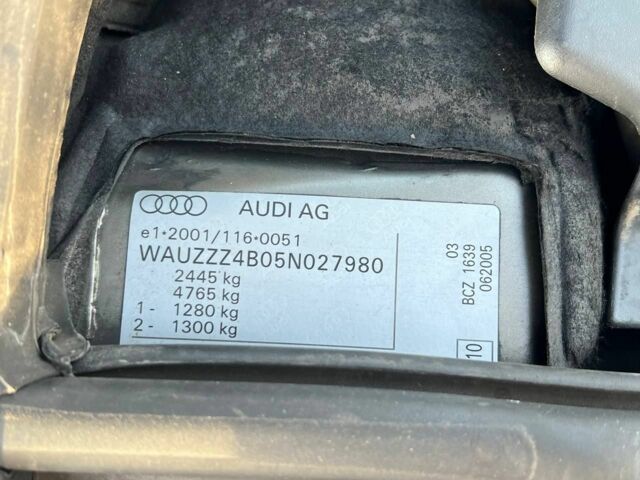 AUDI AG
e1*2001/116*0051
WAUZZZ4B05N027980
2445 kg
4765 kg
1- 1280 kg
2- 1300 kg
BCZ 1639 03
062005
10